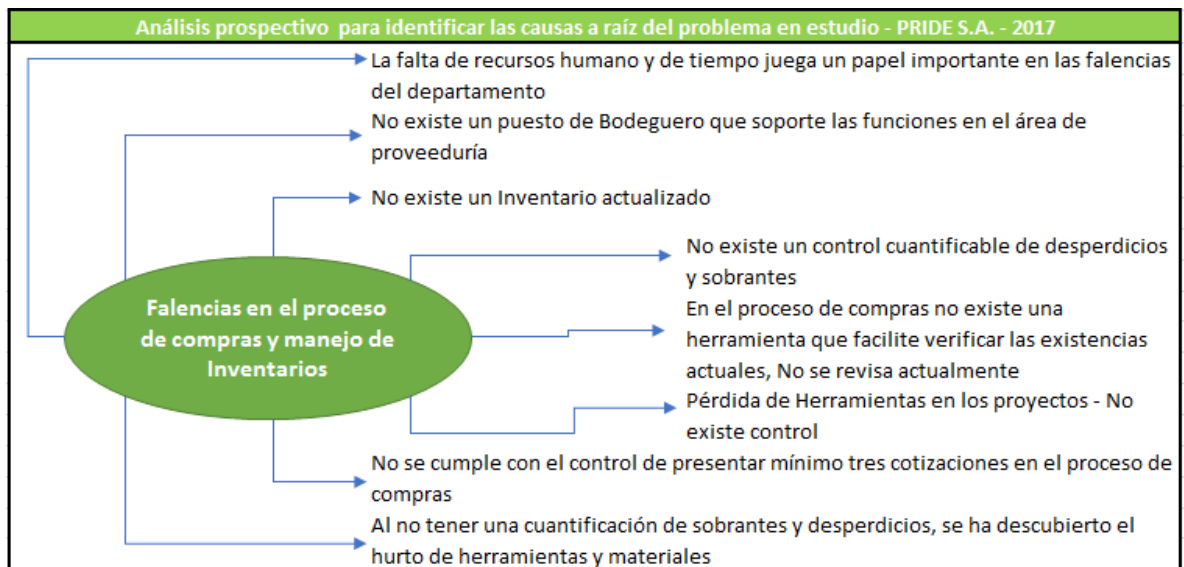 Análisis prospectivo para identificar las causas a raíz del problema en estudio - PRIDE S.A. - 2017
La falta de recursos humano y de tiempo juega un papel importante en las falencias
del departamento
No existe un puesto de Bodeguero que soporte las funciones en el área de
proveeduría
No existe un Inventario actualizado
No existe un control cuantificable de desperdicios
y sobrantes
Falencias en el proceso
de compras y manejo de
Inventarios
En el proceso de compras no existe una
herramienta que facilite verificar las existencias
actuales, No se revisa actualmente
Pérdida de Herramientas en los proyectos - No
existe control
No se cumple con el control de presentar mínimo tres cotizaciones en el proceso de
compras
Al no tener una cuantificación de sobrantes y desperdicios, se ha descubierto el
hurto de herramientas y materiales